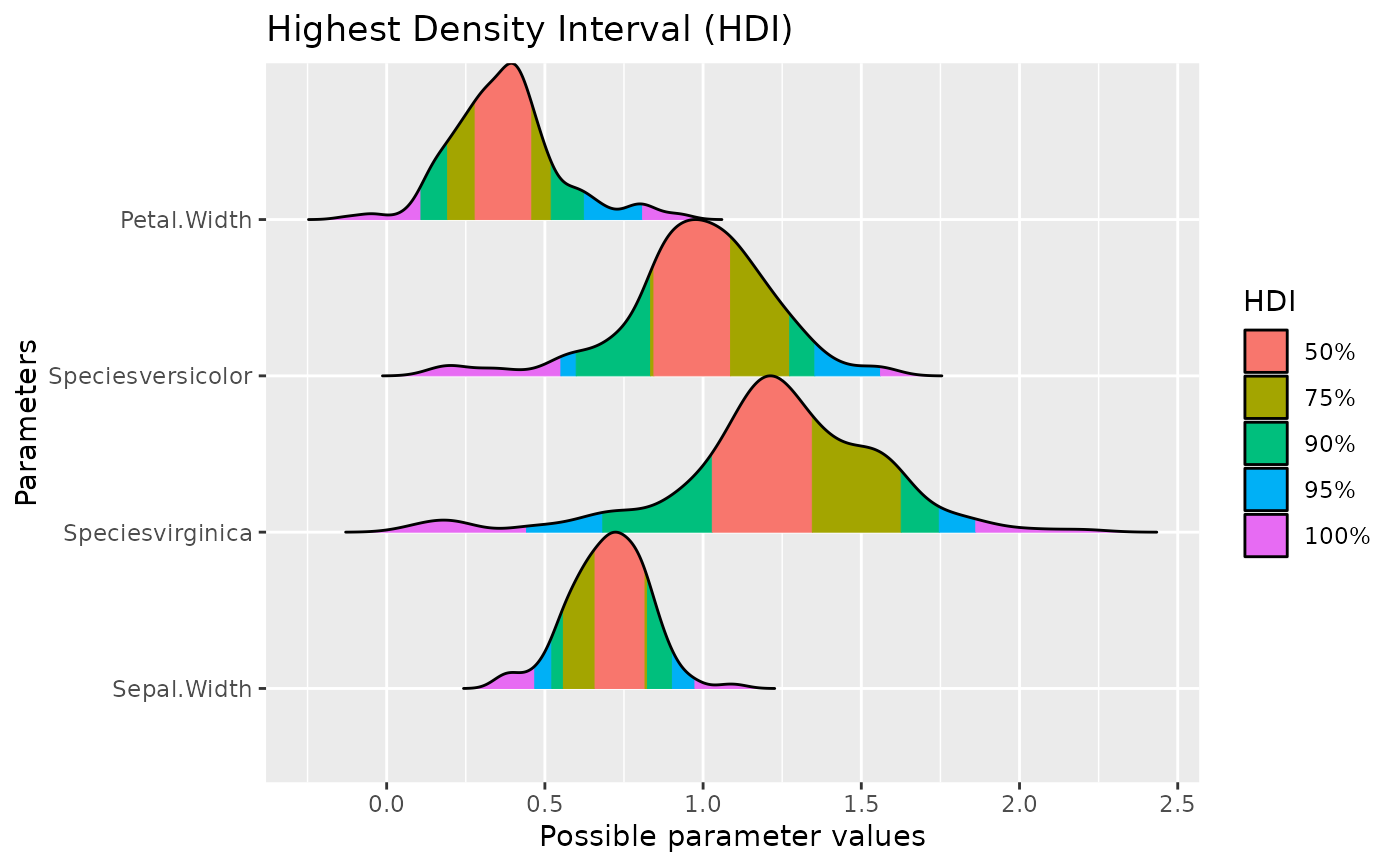 Highest Density Interval (HDI)
Parameters
Petal.Width
Speciesversicolor
Speciesvirginica
Sepal.Width
0.0
0.5
1.0
1.5
2.0
2.5
Possible parameter values
HDI
50%
75%
90%
95%
100%